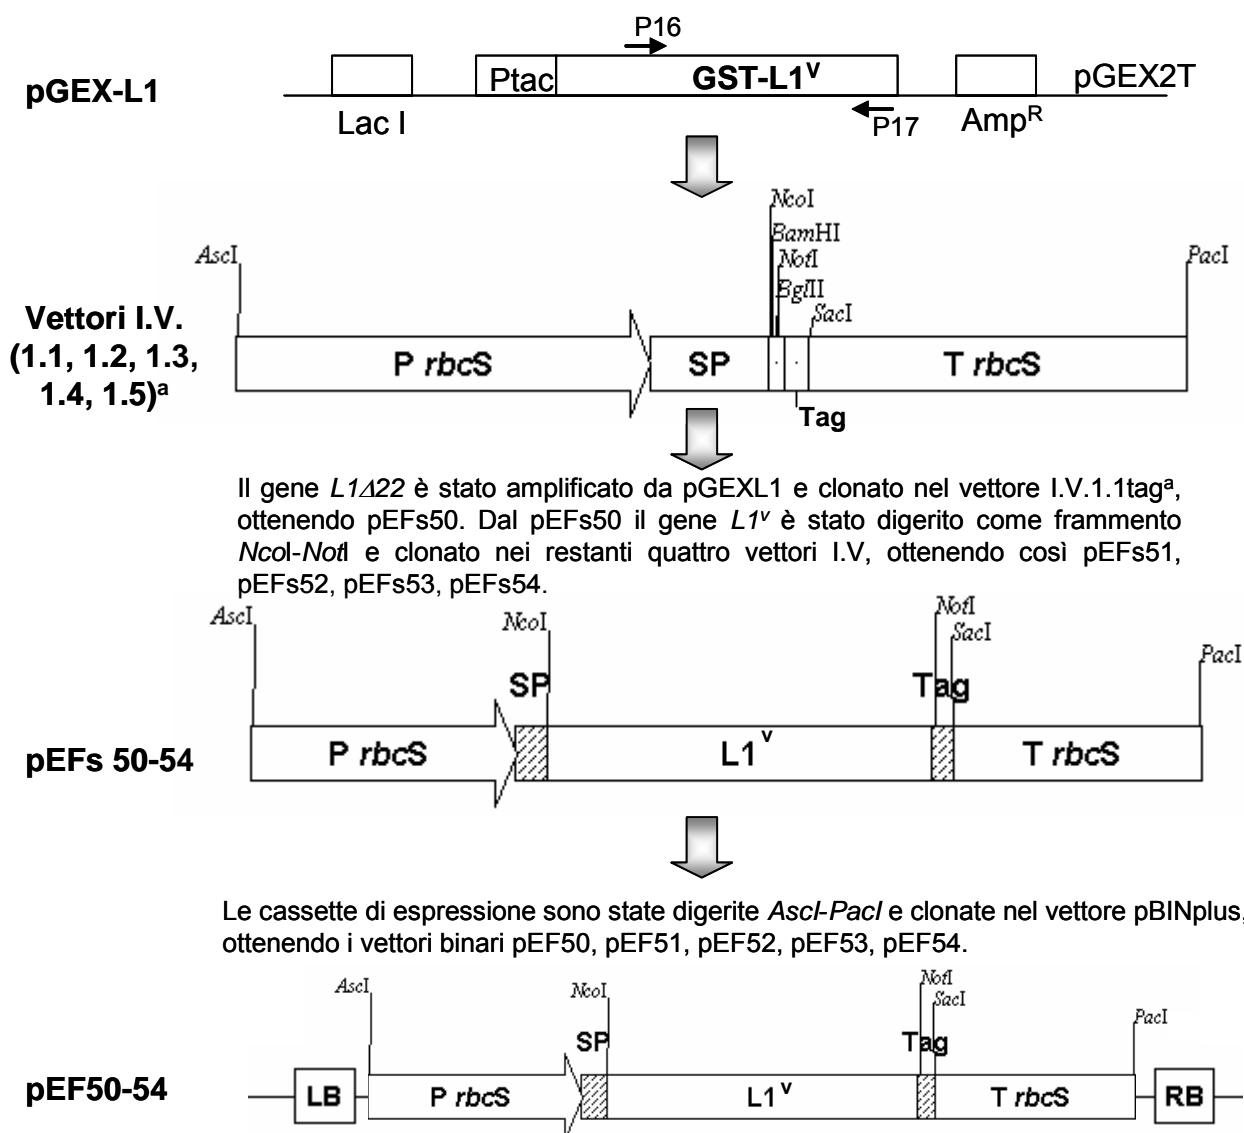 P16
pGEX-L1
Ptac
GST-L1ᵛ
pGEX2T
Lac I
P17
Ampᴿ
NcoI
BamHI
AscI
NotI
PacI
BglII
SacI
Vettori I.V.
(1.1, 1.2, 1.3,
1.4, 1.5)ᵃ
P rbcS
SP
T rbcS
Tag
Il gene L1Δ22 è stato amplificato da pGEXL1 e clonato nel vettore I.V.1.1tagᵃ,
ottenendo pEFs50. Dal pEFs50 il gene L1ᵛ è stato digerito come frammento
NcoI-NotI e clonato nei restanti quattro vettori I.V, ottenendo così pEFs51,
pEFs52, pEFs53, pEFs54.
AscI
NcoI
NotI
SacI
PacI
SP
Tag
pEFs 50-54
P rbcS
L1ᵛ
T rbcS
Le cassette di espressione sono state digerite AscI-PacI e clonate nel vettore pBINplus,
ottenendo i vettori binari pEF50, pEF51, pEF52, pEF53, pEF54.
AscI
NcoI
NotI
SacI
PacI
SP
Tag
pEF50-54
LB
P rbcS
L1ᵛ
T rbcS
RB